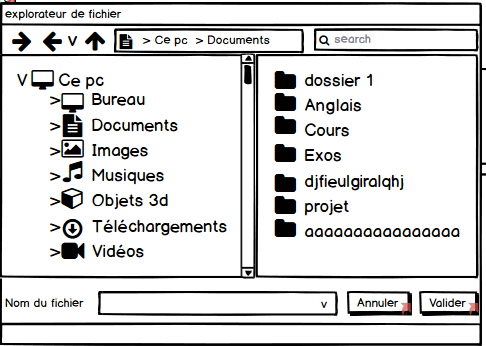 explorateur de fichier
V > Ce pc > Documents
search
V Ce pc
> Bureau
> Documents
> Images
> Musiques
> Objets 3d
> Téléchargements
> Vidéos
dossier 1
Anglais
Cours
Exos
djfieulgiralqhj
projet
aaaaaaaaaaaaaaaa
Nom du fichier
v
Annuler
Valider